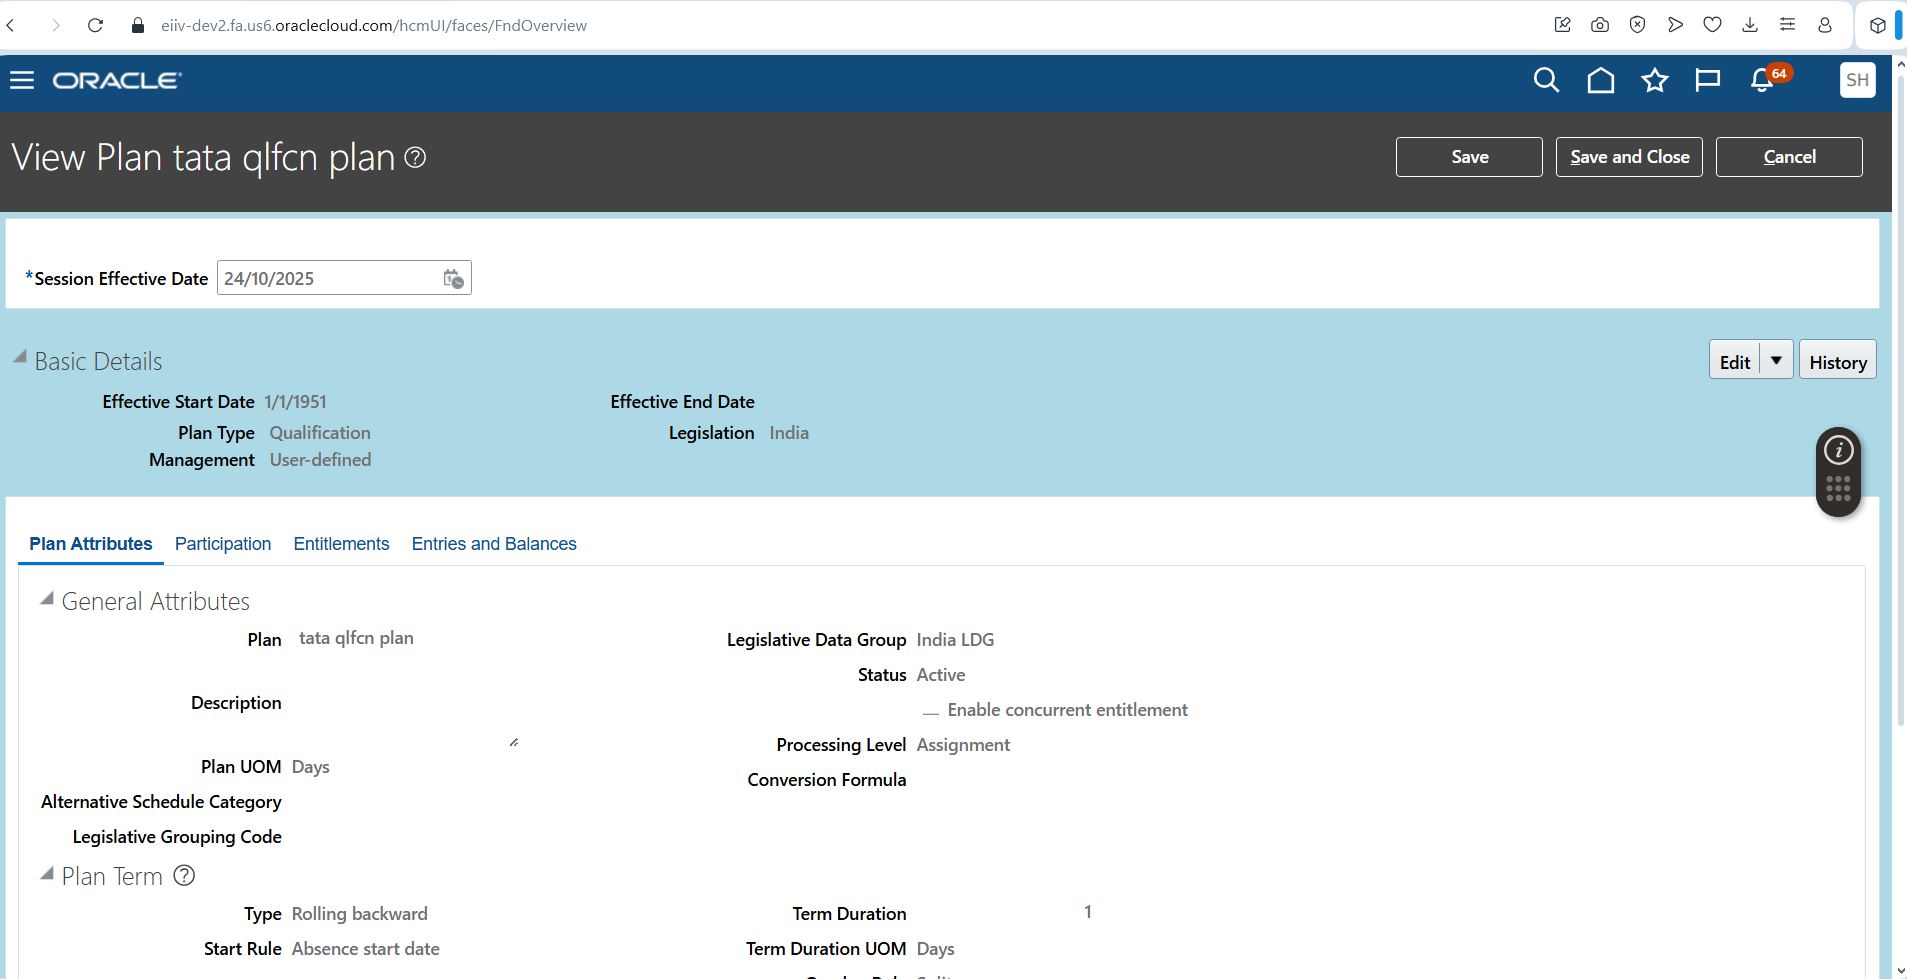 eiiv-dev2.fa.us6.oraclecloud.com/hcmUI/faces/FndOverview
ORACLE
64
SH
View Plan tata qlfcn plan
Save
Save and Close
Cancel
*Session Effective Date 24/10/2025
Basic Details
Edit
History
Effective Start Date 1/1/1951
Effective End Date
Plan Type Qualification
Legislation India
Management User-defined
Plan Attributes Participation Entitlements Entries and Balances
General Attributes
Plan tata qlfcn plan
Legislative Data Group India LDG
Status Active
Description
Enable concurrent entitlement
Processing Level Assignment
Plan UOM Days
Conversion Formula
Alternative Schedule Category
Legislative Grouping Code
Plan Term
Type Rolling backward
Term Duration 1
Start Rule Absence start date
Term Duration UOM Days